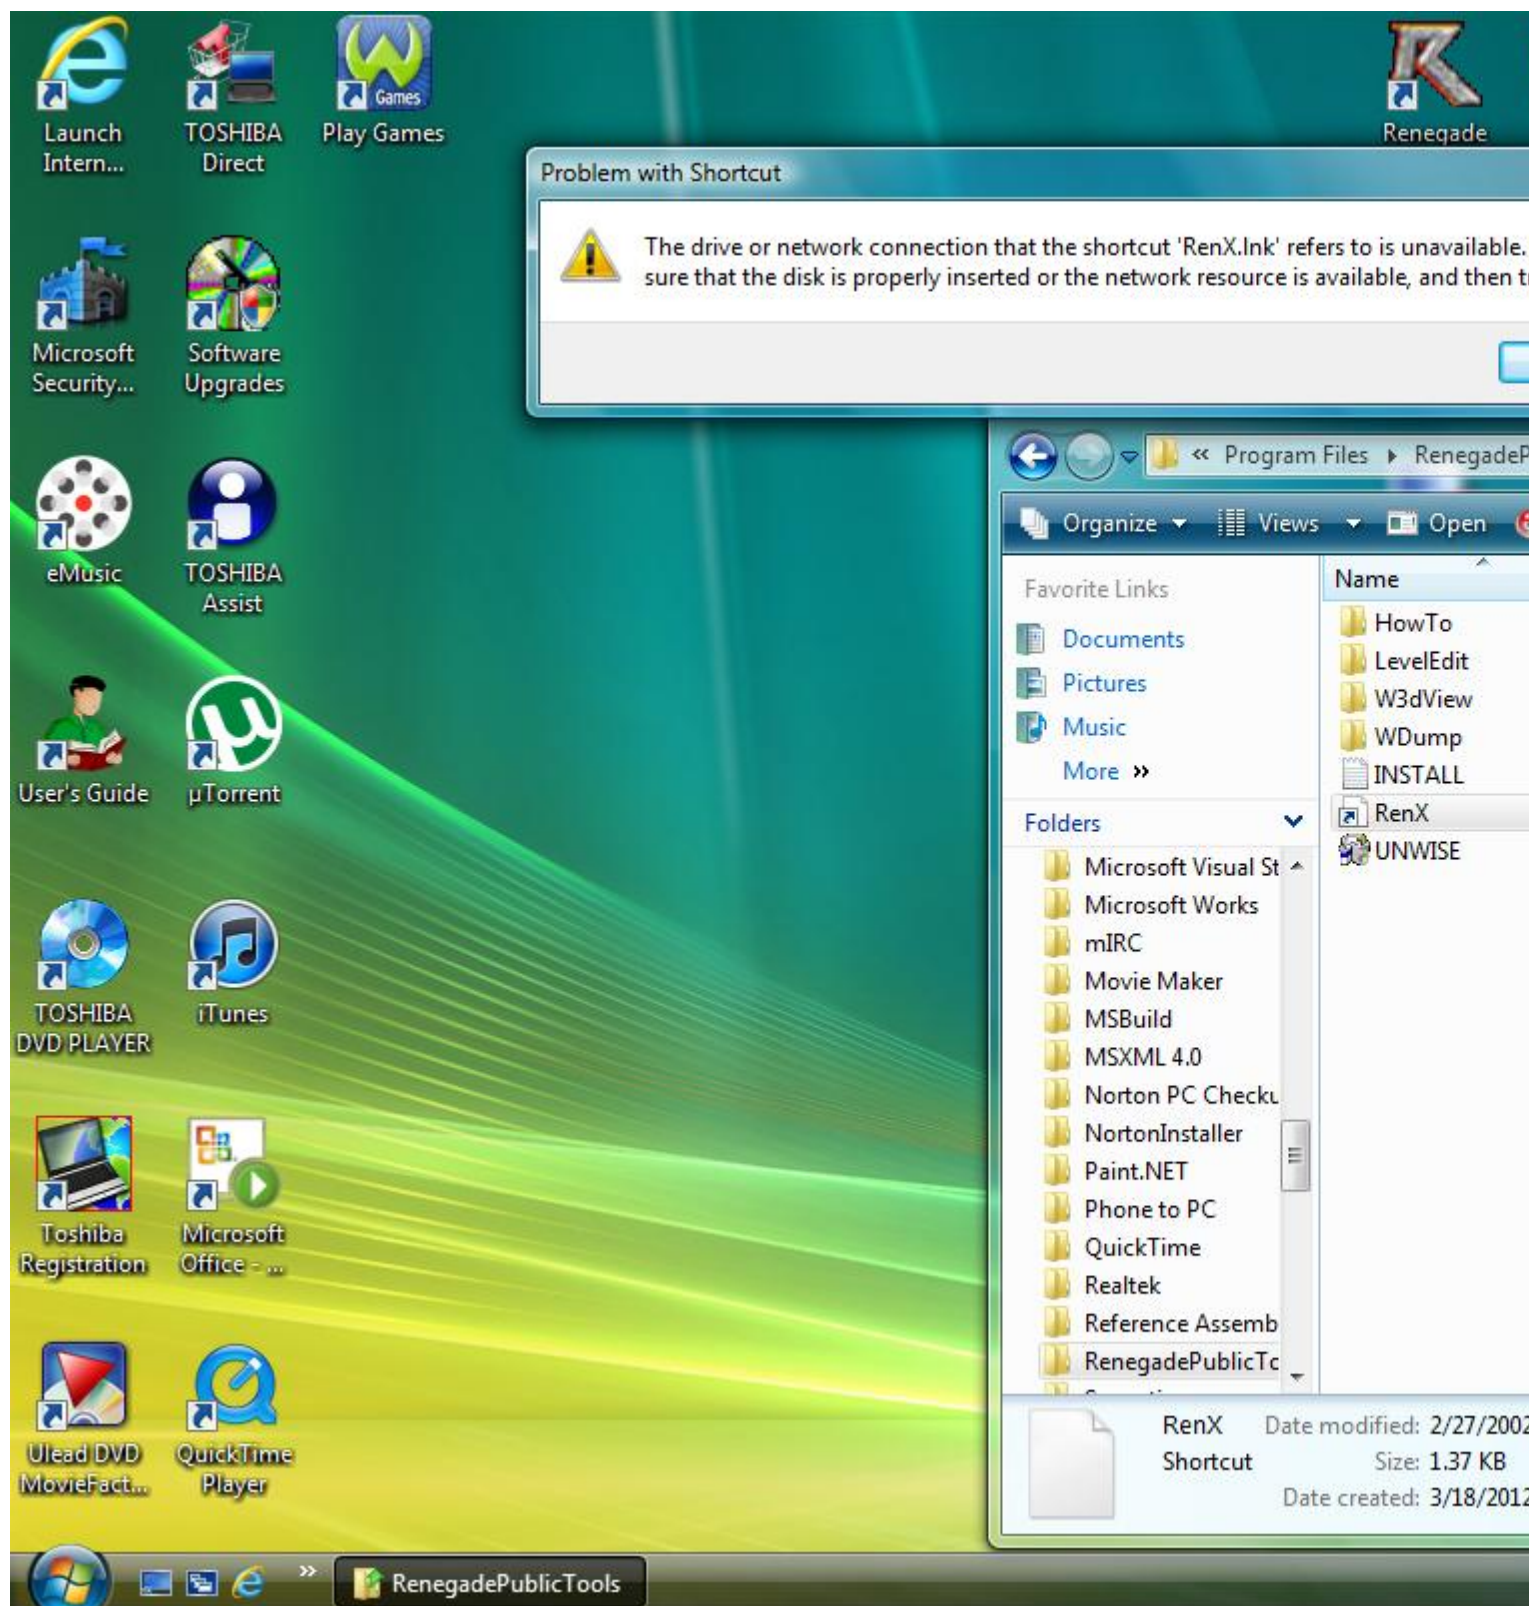 Launch
Intern...
TOSHIBA
Direct
Games
Play Games
Renegade
Microsoft
Security...
Software
Upgrades
eMusic
TOSHIBA
Assist
User's Guide
µTorrent
TOSHIBA
DVD PLAYER
iTunes
Toshiba
Registration
Microsoft
Office - ...
Ulead DVD
MovieFact...
QuickTime
Player
Problem with Shortcut
The drive or network connection that the shortcut 'RenX.lnk' refers to is unavailable.
sure that the disk is properly inserted or the network resource is available, and then
« Program Files ▸ RenegadeP
Organize Views Open
Favorite Links
Documents
Pictures
Music
More »
Folders
Microsoft Visual St
Microsoft Works
mIRC
Movie Maker
MSBuild
MSXML 4.0
Norton PC Checku
NortonInstaller
Paint.NET
Phone to PC
QuickTime
Realtek
Reference Assemb
RenegadePublicTo
Name
HowTo
LevelEdit
W3dView
WDump
INSTALL
RenX
UNWISE
RenX Date modified: 2/27/2002
Shortcut Size: 1.37 KB
Date created: 3/18/2012
» RenegadePublicTools